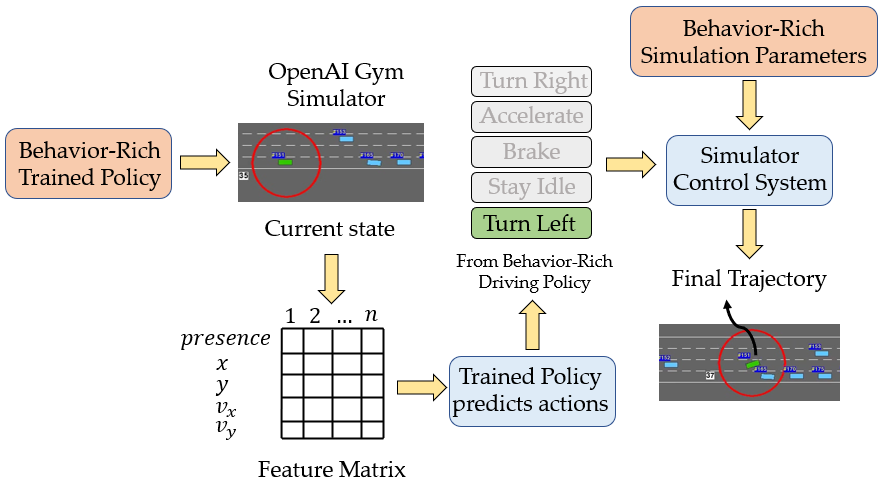 Behavior-Rich
Trained Policy
OpenAI Gym
Simulator
35
Current state
1 2 ... n
presence
x
y
v_x
v_y
Feature Matrix
Trained Policy
predicts actions
Turn Right
Accelerate
Brake
Stay Idle
Turn Left
From Behavior-Rich
Driving Policy
Behavior-Rich
Simulation Parameters
Simulator
Control System
Final Trajectory
37